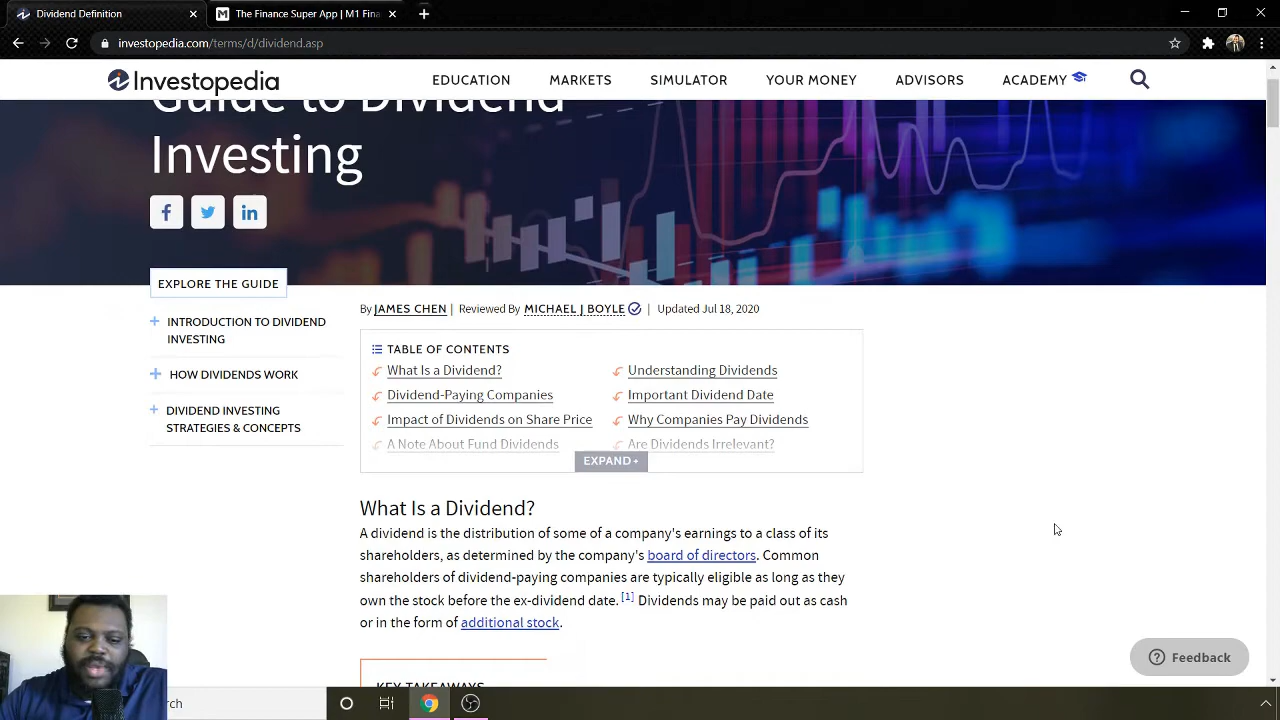 Dividend Definition
The Finance Super App | M1 Fina
investopedia.com/terms/d/dividend.asp
Investopedia
EDUCATION
MARKETS
SIMULATOR
YOUR MONEY
ADVISORS
ACADEMY
Guide to Dividend
Investing
EXPLORE THE GUIDE
INTRODUCTION TO DIVIDEND
INVESTING
HOW DIVIDENDS WORK
DIVIDEND INVESTING
STRATEGIES & CONCEPTS
By JAMES CHEN | Reviewed By MICHAEL J BOYLE | Updated Jul 18, 2020
TABLE OF CONTENTS
What Is a Dividend?
Understanding Dividends
Dividend-Paying Companies
Important Dividend Date
Impact of Dividends on Share Price
Why Companies Pay Dividends
A Note About Fund Dividends
Are Dividends Irrelevant?
EXPAND +
What Is a Dividend?
A dividend is the distribution of some of a company's earnings to a class of its
shareholders, as determined by the company's board of directors. Common
shareholders of dividend-paying companies are typically eligible as long as they
own the stock before the ex-dividend date. [1] Dividends may be paid out as cash
or in the form of additional stock.
KEY TAKEAWAYS
Feedback
rch